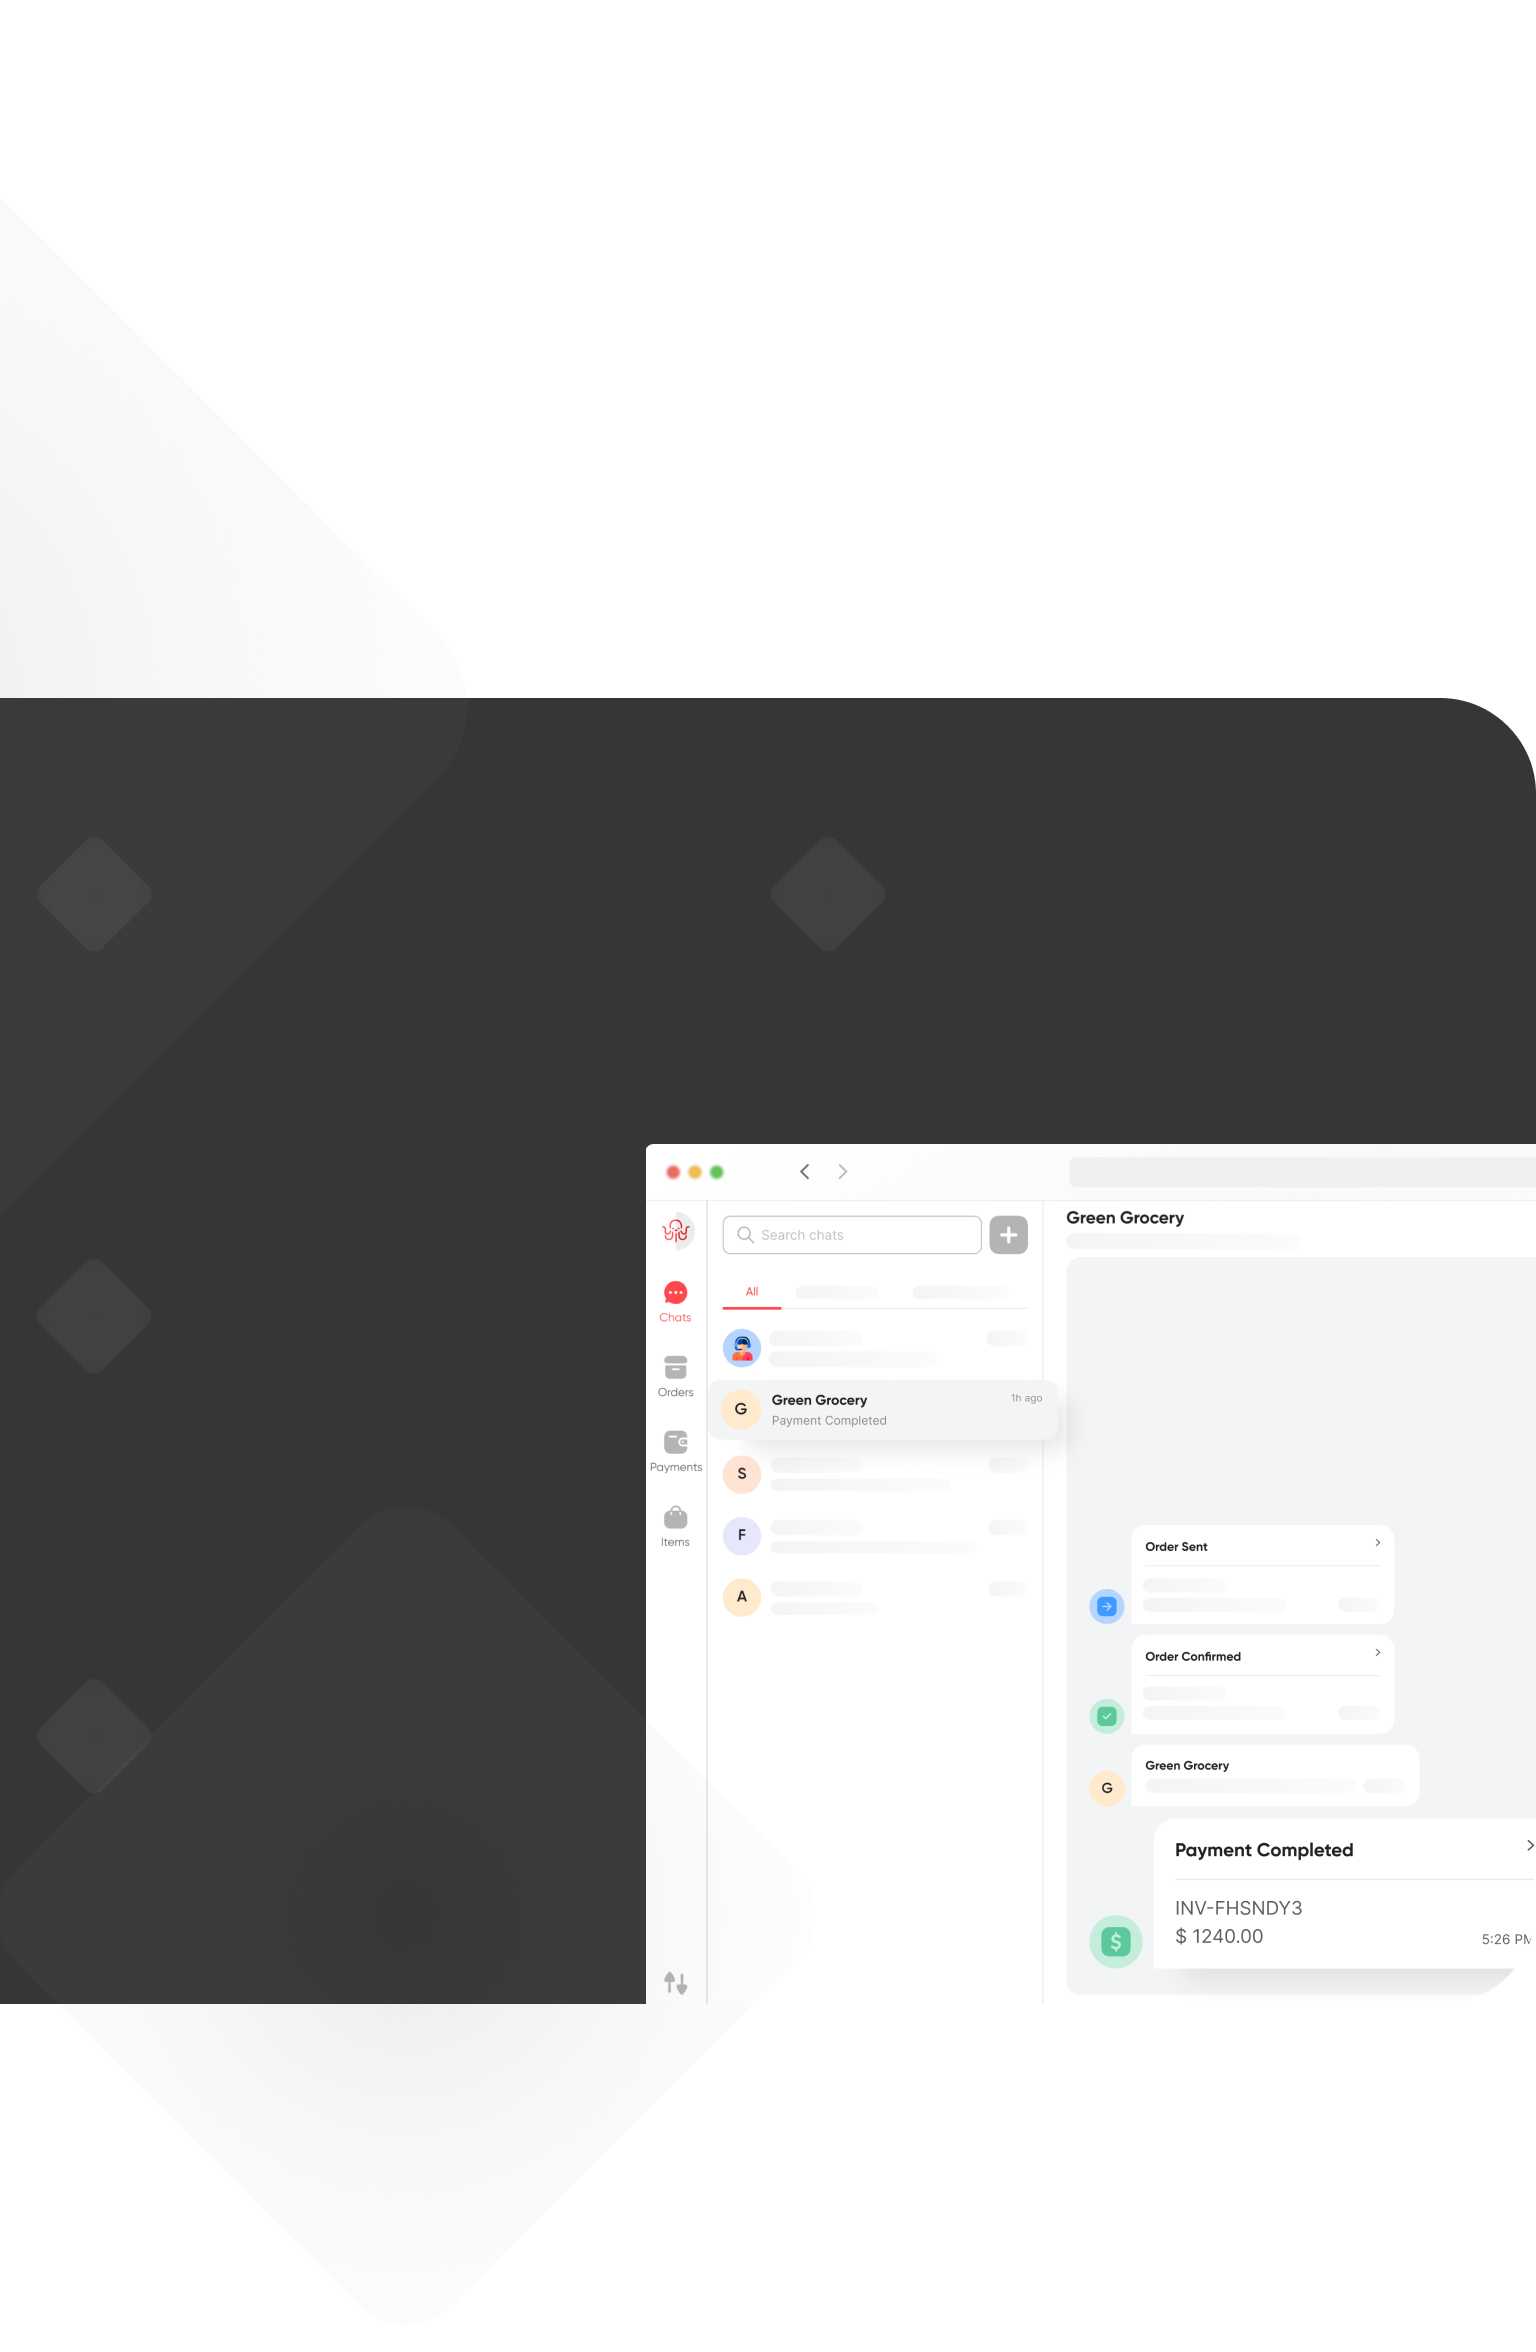 Chats
Orders
Payments
Items
Search chats
All
Green Grocery
1h ago
Payment Completed
G
S
F
A
Green Grocery
Order Sent
Order Confirmed
Green Grocery
G
Payment Completed
INV-FHSNDY3
$ 1240.00
5:26 PM